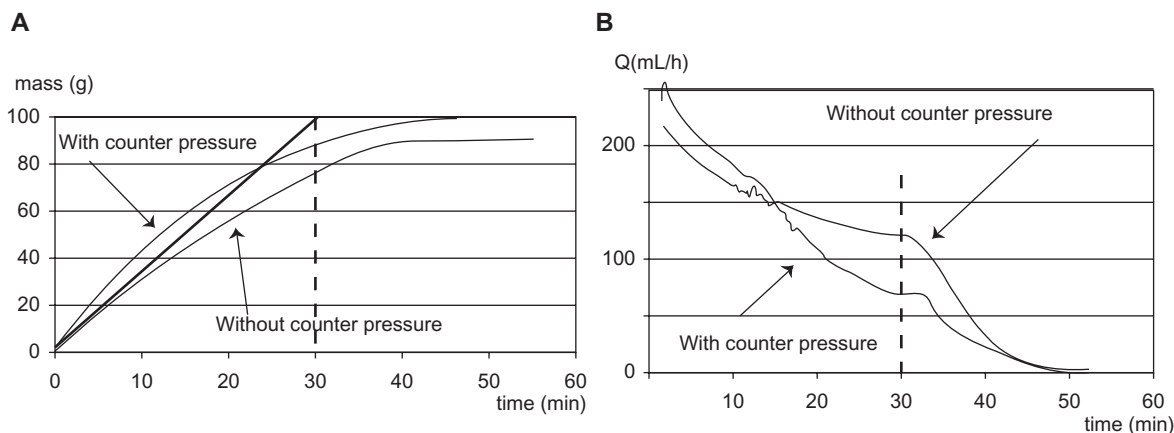 A
mass (g)
100
80
60
40
20
0
With counter pressure
Without counter pressure
0 10 20 30 40 50 60
time (min)
B
Q(mL/h)
200
100
0
Without counter pressure
With counter pressure
10 20 30 40 50 60
time (min)